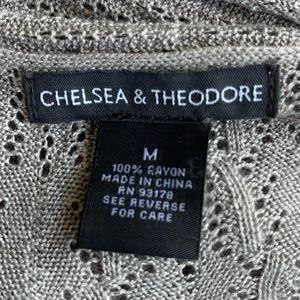 CHELSEA & THEODORE
M
100% RAYON
MADE IN CHINA
RN 93178
SEE REVERSE
FOR CARE